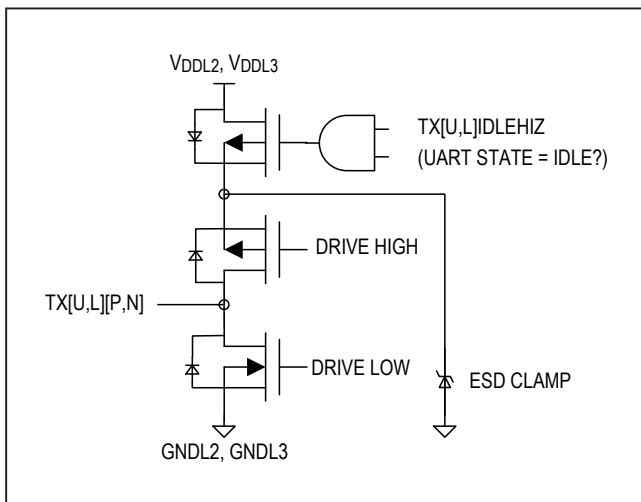 VDDL2, VDDL3
TX[U,L]IDLEHIZ
(UART STATE = IDLE?)
DRIVE HIGH
TX[U,L][P,N]
DRIVE LOW
ESD CLAMP
GNDL2, GNDL3